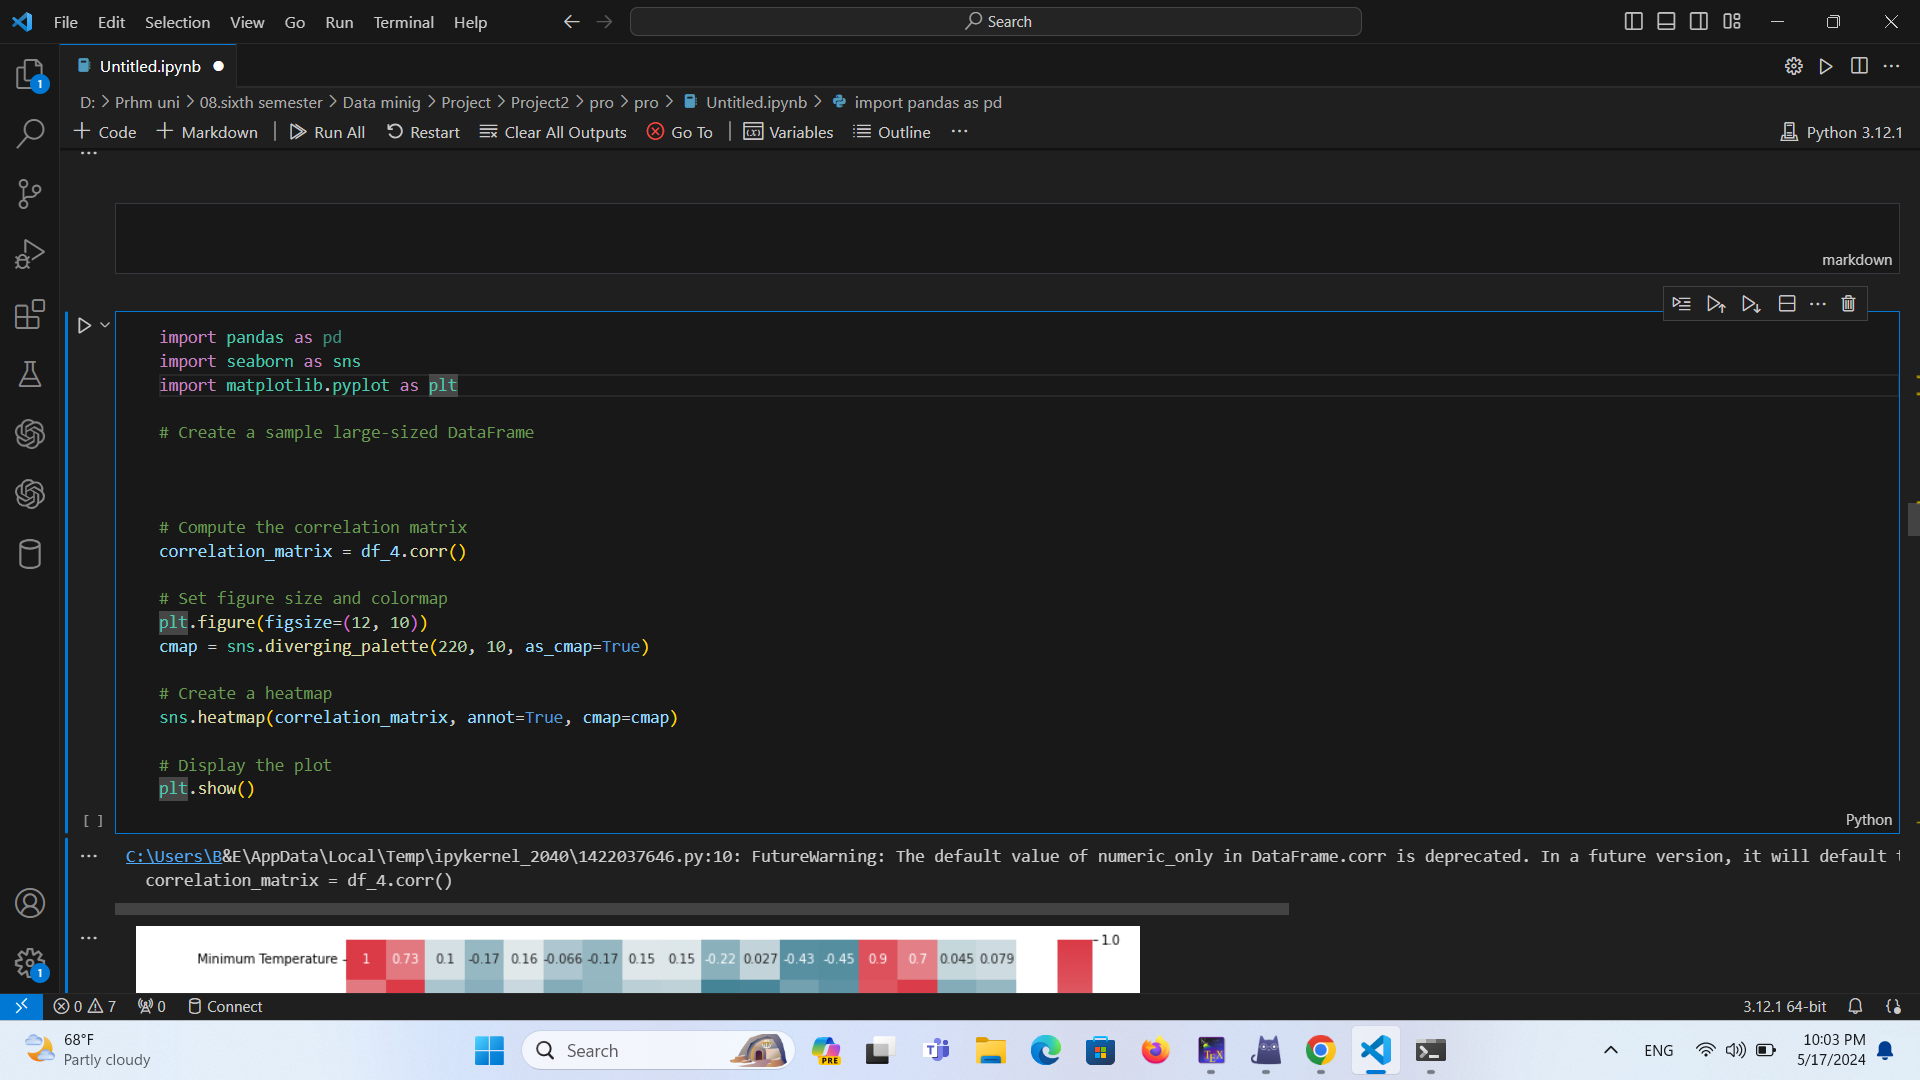 File Edit Selection View Go Run Terminal Help
Search
1
Untitled.ipynb
D: > Prhm uni > 08.sixth semester > Data minig > Project > Project2 > pro > pro > Untitled.ipynb > import pandas as pd
+ Code + Markdown | Run All Restart Clear All Outputs Go To | Variables Outline ...
Python 3.12.1
...
markdown
import pandas as pd
import seaborn as sns
import matplotlib.pyplot as plt
# Create a sample large-sized DataFrame
# Compute the correlation matrix
correlation_matrix = df_4.corr()
# Set figure size and colormap
plt.figure(figsize=(12, 10))
cmap = sns.diverging_palette(220, 10, as_cmap=True)
# Create a heatmap
sns.heatmap(correlation_matrix, annot=True, cmap=cmap)
# Display the plot
plt.show()
[ ]
Python
... C:\Users\B&E\AppData\Local\Temp\ipykernel_2040\1422037646.py:10: FutureWarning: The default value of numeric_only in DataFrame.corr is deprecated. In a future version, it will default
correlation_matrix = df_4.corr()
...
1.0
Minimum Temperature - 1 0.73 0.1 -0.17 0.16 -0.066 -0.17 0.15 0.15 -0.22 0.027 -0.43 -0.45 0.9 0.7 0.045 0.079
1
0 7 0 Connect
3.12.1 64-bit
68°F
Partly cloudy
Search
PRE
TEX
ENG
10:03 PM
5/17/2024